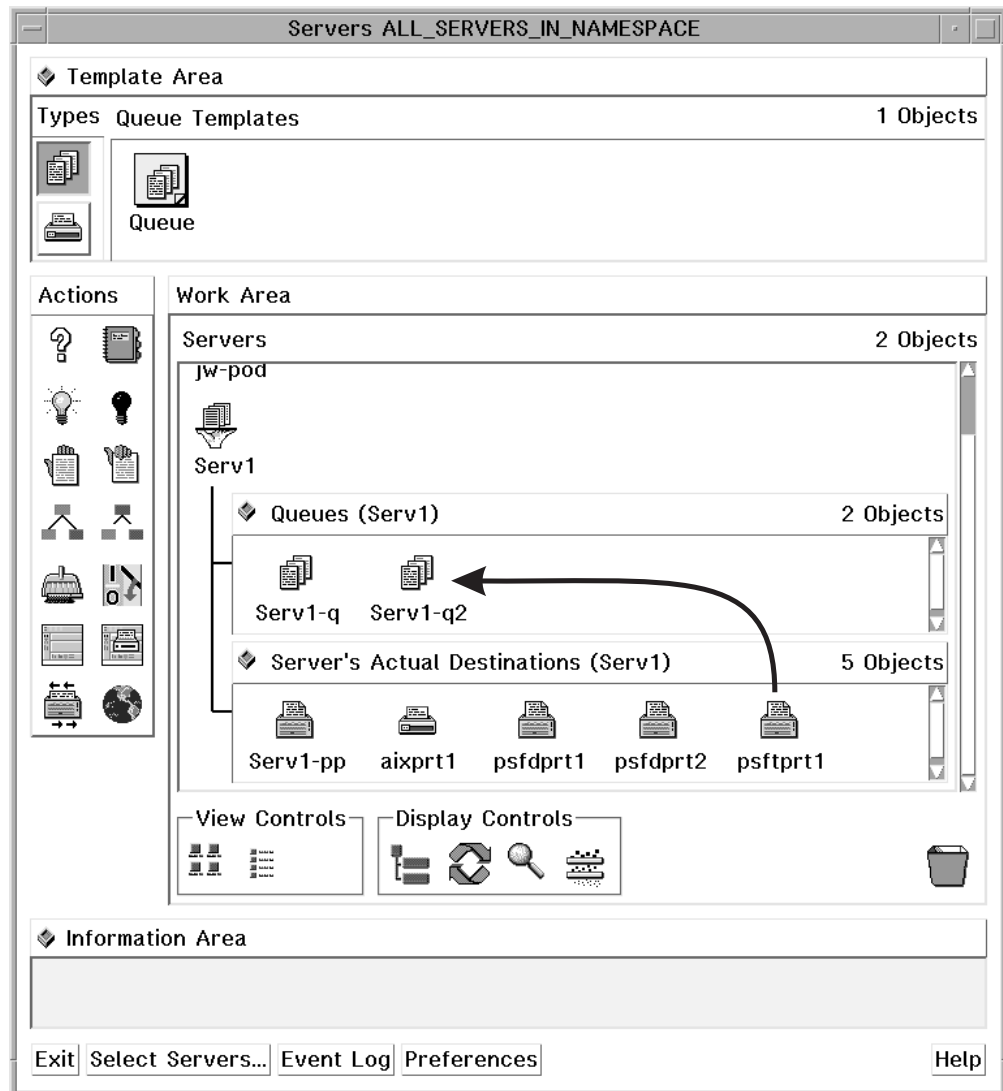 Servers ALL_SERVERS_IN_NAMESPACE
Template Area
Types Queue Templates 1 Objects
Queue
Actions Work Area
Servers 2 Objects
jw-pod
Serv1
Queues (Serv1) 2 Objects
Serv1-q Serv1-q2
Server's Actual Destinations (Serv1) 5 Objects
Serv1-pp aixprt1 psfdprt1 psfdprt2 psftprt1
View Controls Display Controls
Information Area
Exit Select Servers... Event Log Preferences Help